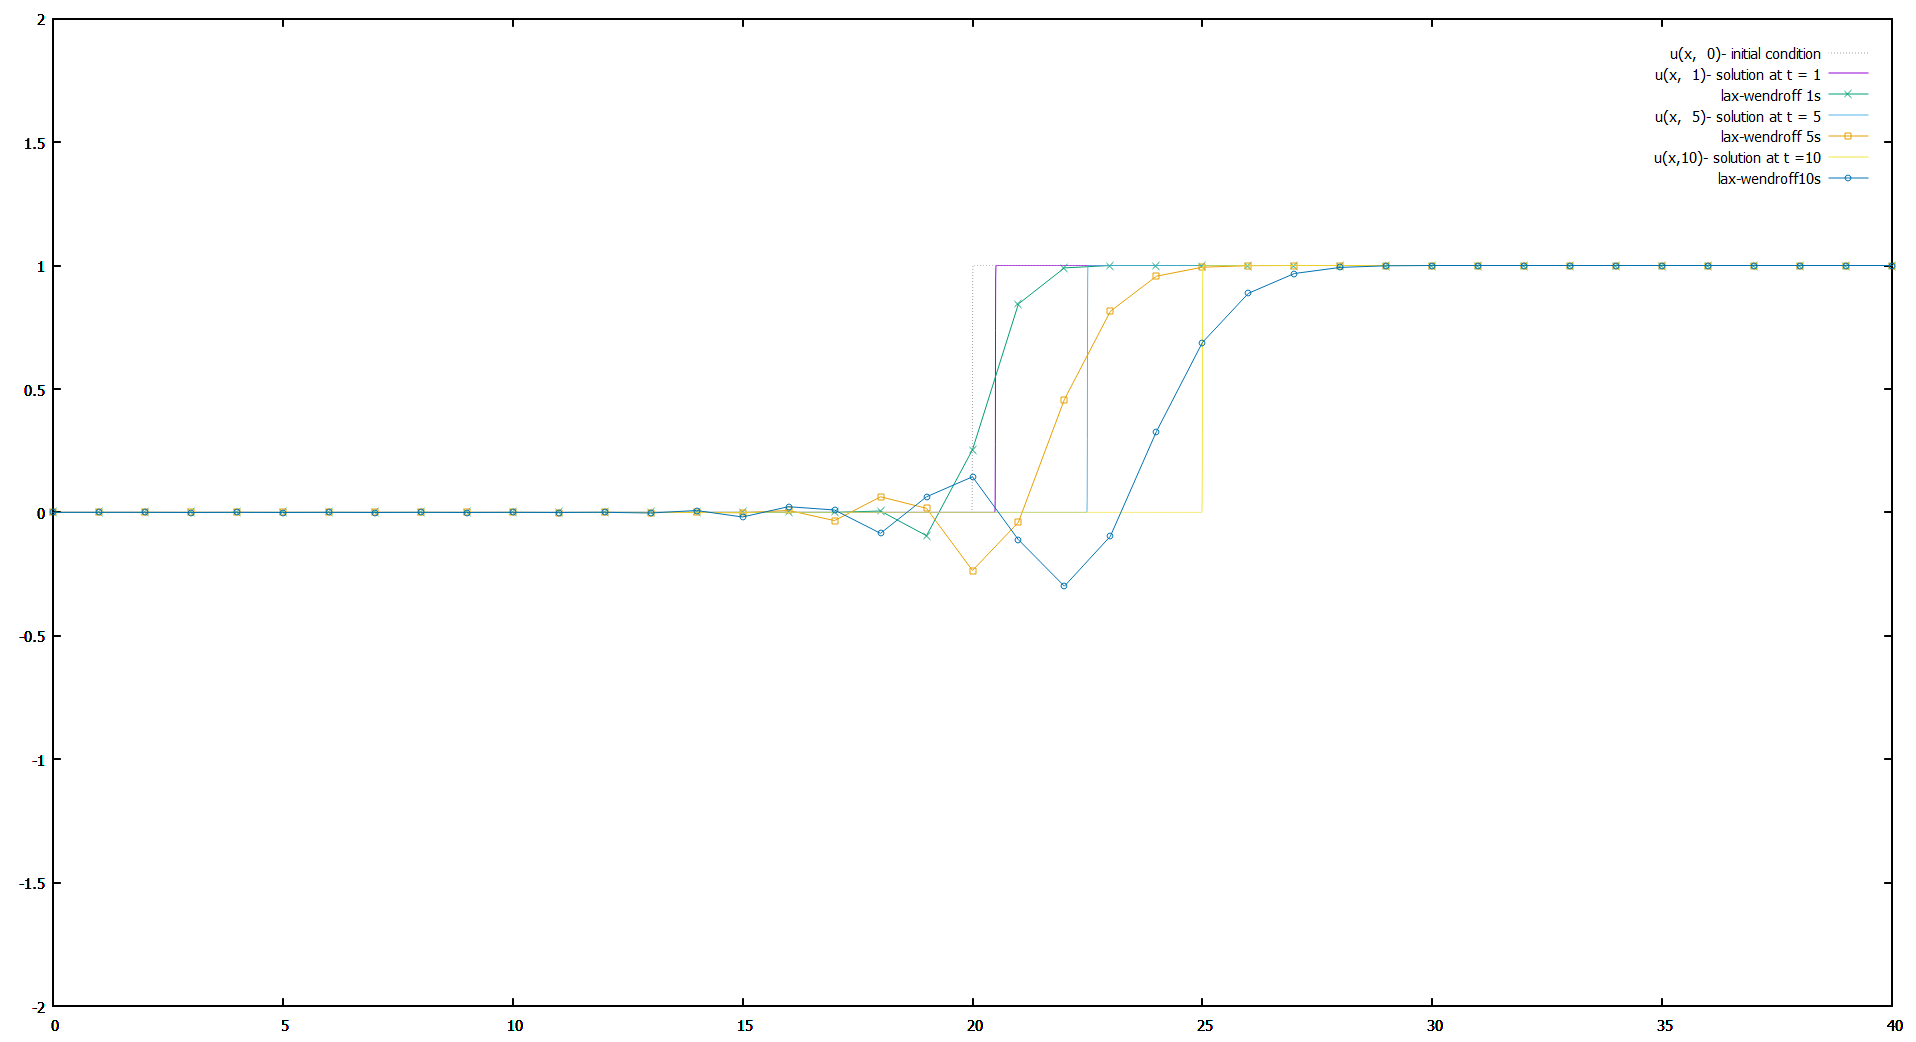 2
1.5
1
0.5
0
-0.5
-1
-1.5
-2
0 5 10 15 20 25 30 35 40
u(x,  0)- initial condition
u(x,  1)- solution at t = 1
lax-wendroff 1s
u(x,  5)- solution at t = 5
lax-wendroff 5s
u(x,10)- solution at t =10
lax-wendroff10s